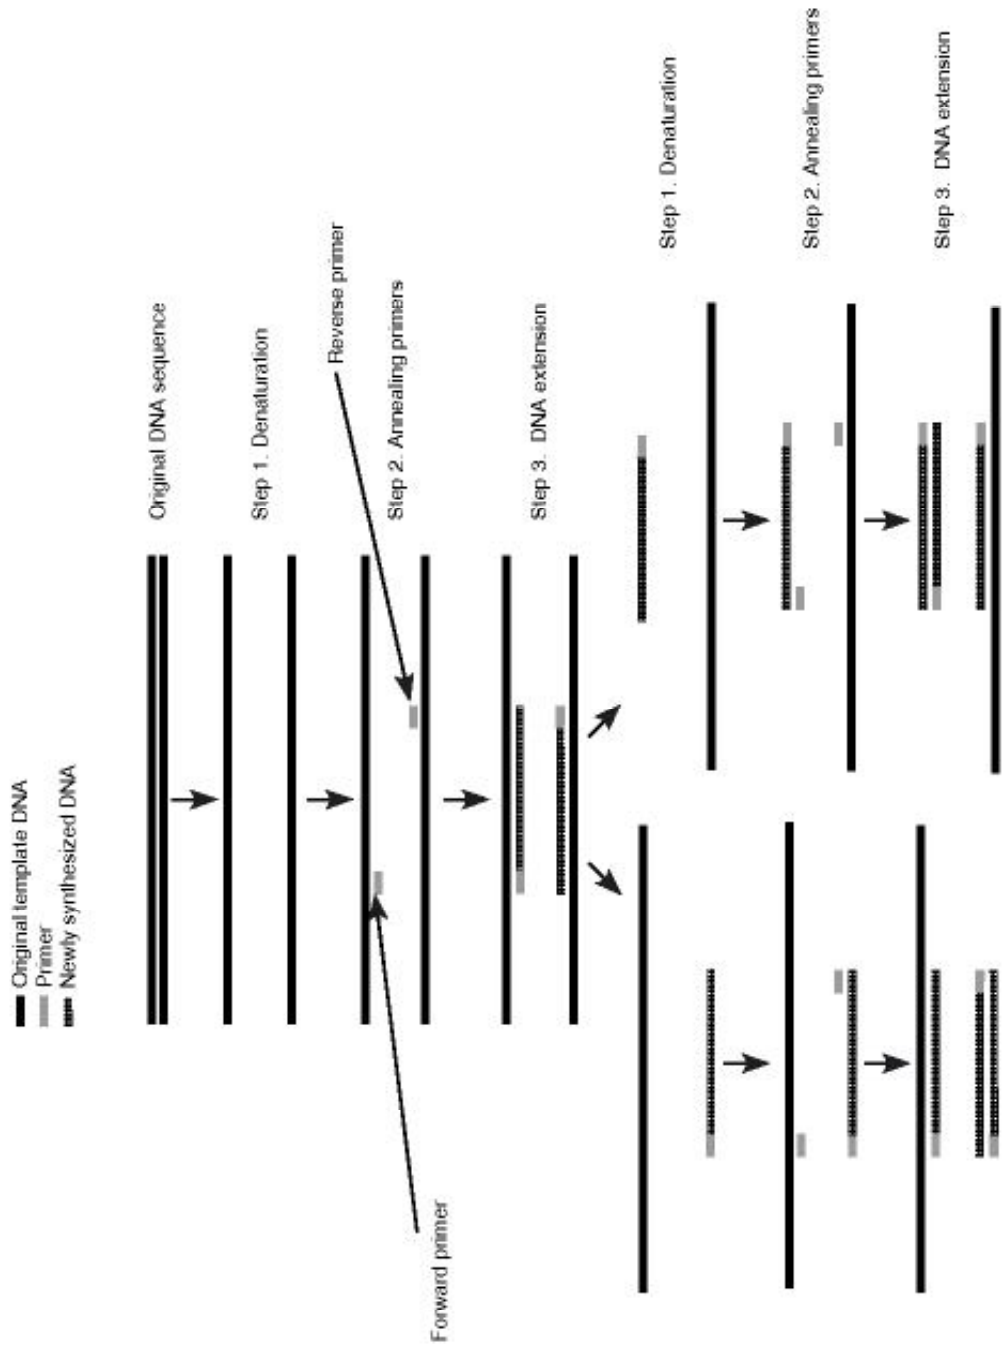 Original template DNA
Primer
Newly synthesized DNA
Original DNA sequence
Step 1. Denaturation
Reverse primer
Step 2. Annealing primers
Forward primer
Step 3. DNA extension
Step 1. Denaturation
Step 2. Annealing primers
Step 3. DNA extension